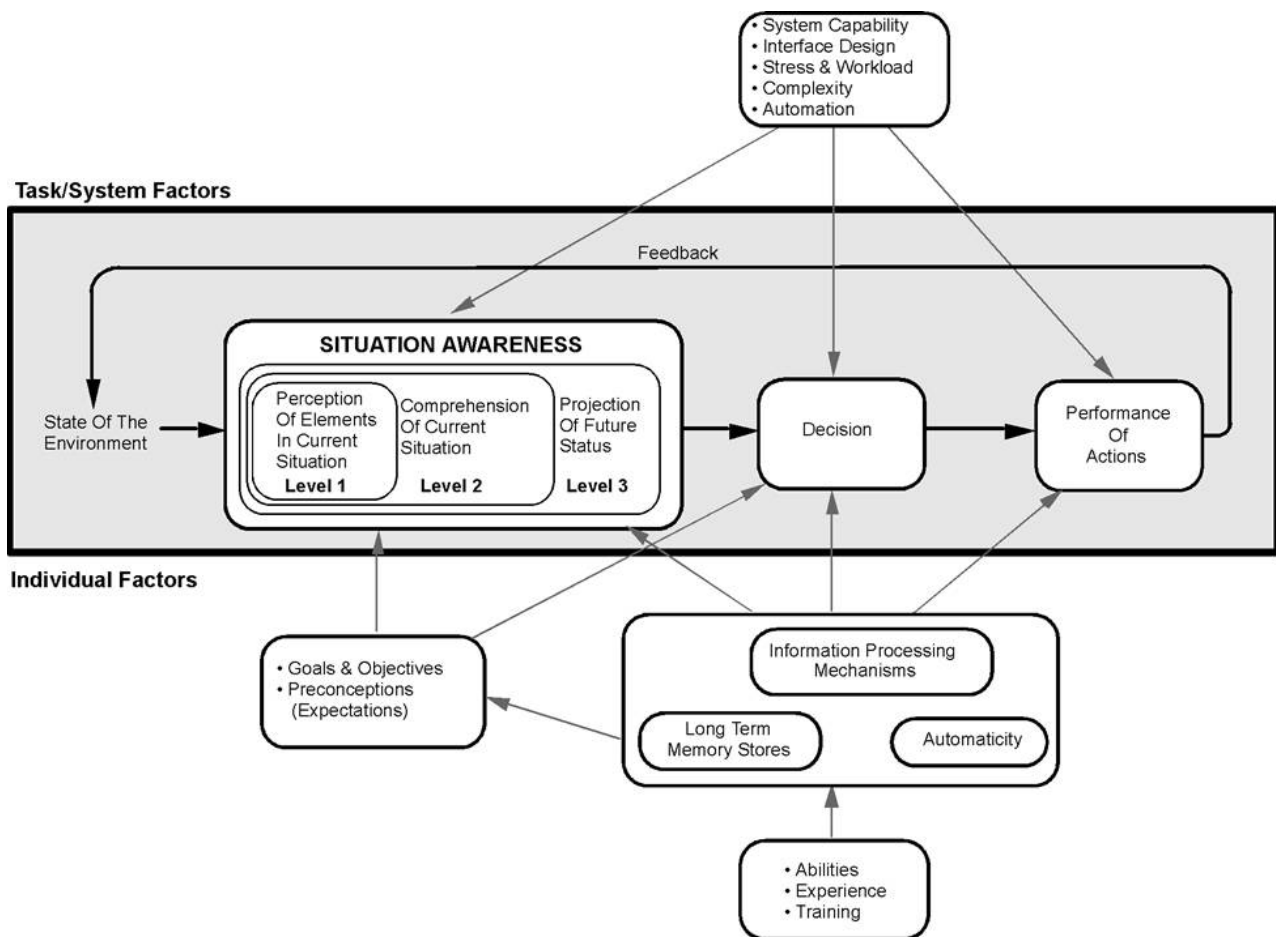 • System Capability
• Interface Design
• Stress & Workload
• Complexity
• Automation
Task/System Factors
Feedback
SITUATION AWARENESS
Perception
Of Elements
In Current
Situation
Level 1
Comprehension
Of Current
Situation
Level 2
Projection
Of Future
Status
Level 3
State Of The
Environment
Decision
Performance
Of
Actions
Individual Factors
• Goals & Objectives
• Preconceptions
(Expectations)
Information Processing
Mechanisms
Long Term
Memory Stores
Automaticity
• Abilities
• Experience
• Training